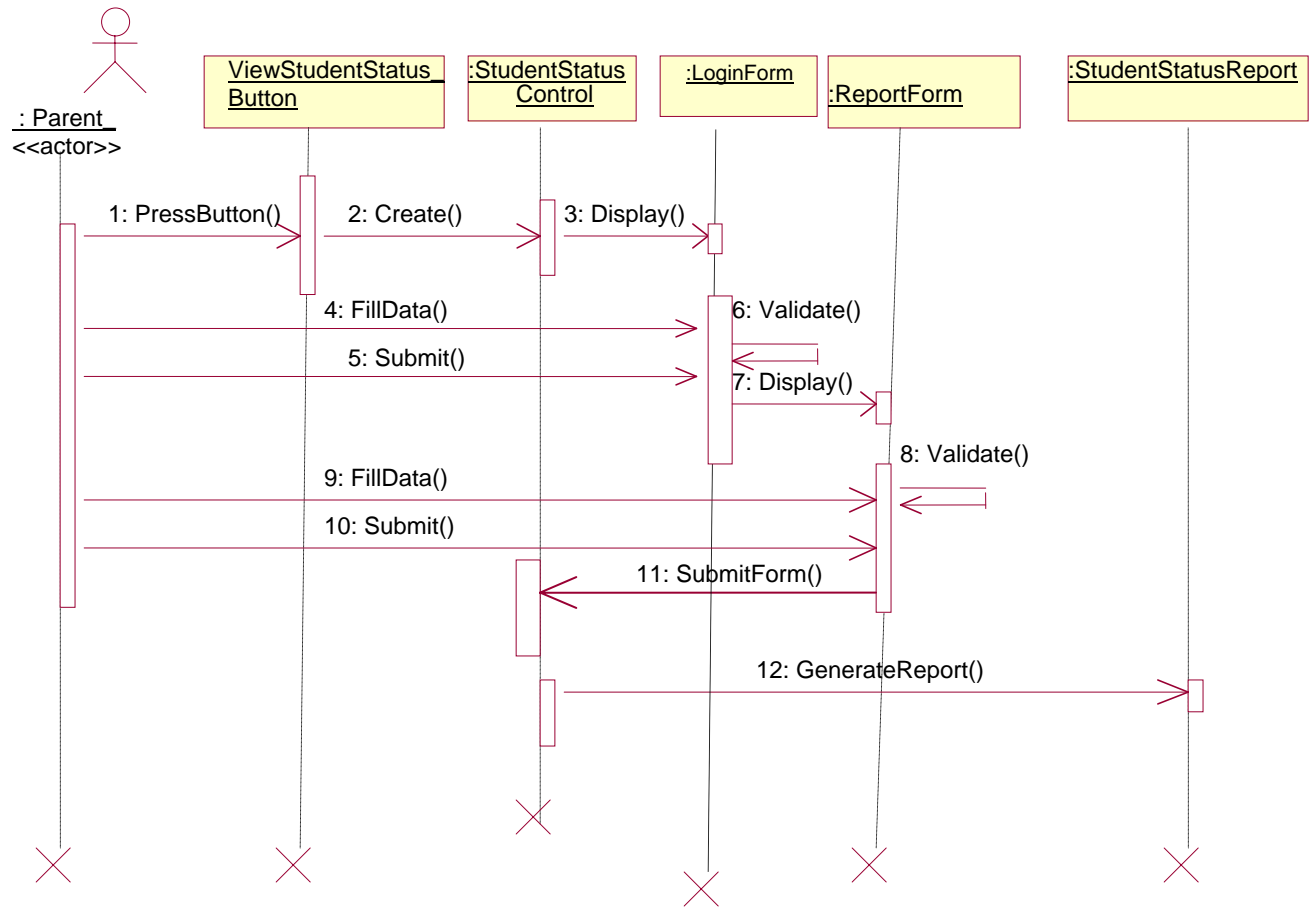 : Parent_
<<actor>>
ViewStudentStatus_
Button
:StudentStatus
Control
:LoginForm
:ReportForm
:StudentStatusReport
1: PressButton()
2: Create()
3: Display()
4: FillData()
6: Validate()
5: Submit()
7: Display()
8: Validate()
9: FillData()
10: Submit()
11: SubmitForm()
12: GenerateReport()